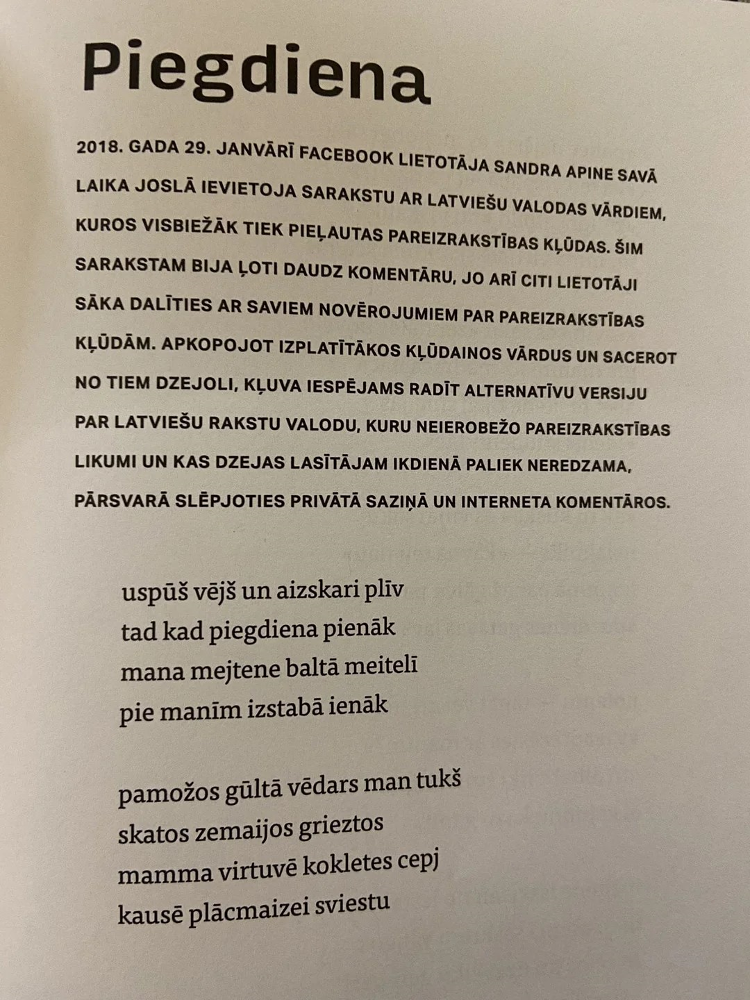 Piegdiena
2018. GADA 29. JANVĀRĪ FACEBOOK LIETOTĀJA SANDRA APINE SAVĀ
LAIKA JOSLĀ IEVIETOJA SARAKSTU AR LATVIEŠU VALODAS VĀRDIEM,
KUROS VISBIEŽĀK TIEK PIEĻAUTAS PAREIZRAKSTĪBAS KĻŪDAS. ŠIM
SARAKSTAM BIJA ĻOTI DAUDZ KOMENTĀRU, JO ARĪ CITI LIETOTĀJI
SĀKA DALĪTIES AR SAVIEM NOVĒROJUMIEM PAR PAREIZRAKSTĪBAS
KĻŪDĀM. APKOPOJOT IZPLATĪTĀKOS KĻŪDAINOS VĀRDUS UN SACEROT
NO TIEM DZEJOLI, KĻUVA IESPĒJAMS RADĪT ALTERNATĪVU VERSIJU
PAR LATVIEŠU RAKSTU VALODU, KURU NEIEROBEŽO PAREIZRAKSTĪBAS
LIKUMI UN KAS DZEJAS LASĪTĀJAM IKDIENĀ PALIEK NEREDZAMA,
PĀRSVARĀ SLĒPJOTIES PRIVĀTĀ SAZIŅĀ UN INTERNETA KOMENTĀROS.
uspūš vējš un aizskari plīv
tad kad piegdiena pienāk
mana mejtene baltā meitelī
pie manīm izstabā ienāk
pamožos gūltā vēdars man tukš
skatos zemaijos grieztos
mamma virtuvē kokletes cepj
kausē plācmaizei sviestu